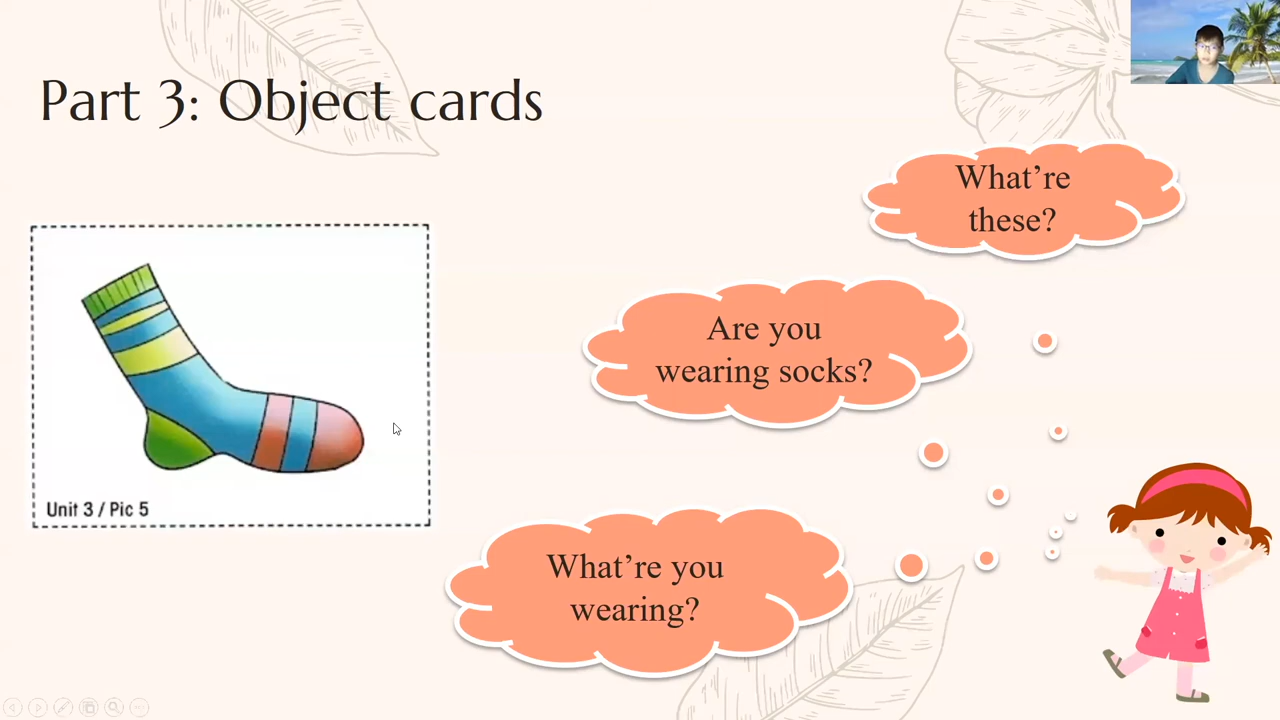 Part 3: Object cards
What’re
these?
Are you
wearing socks?
What’re you
wearing?
Unit 3 / Pic 5